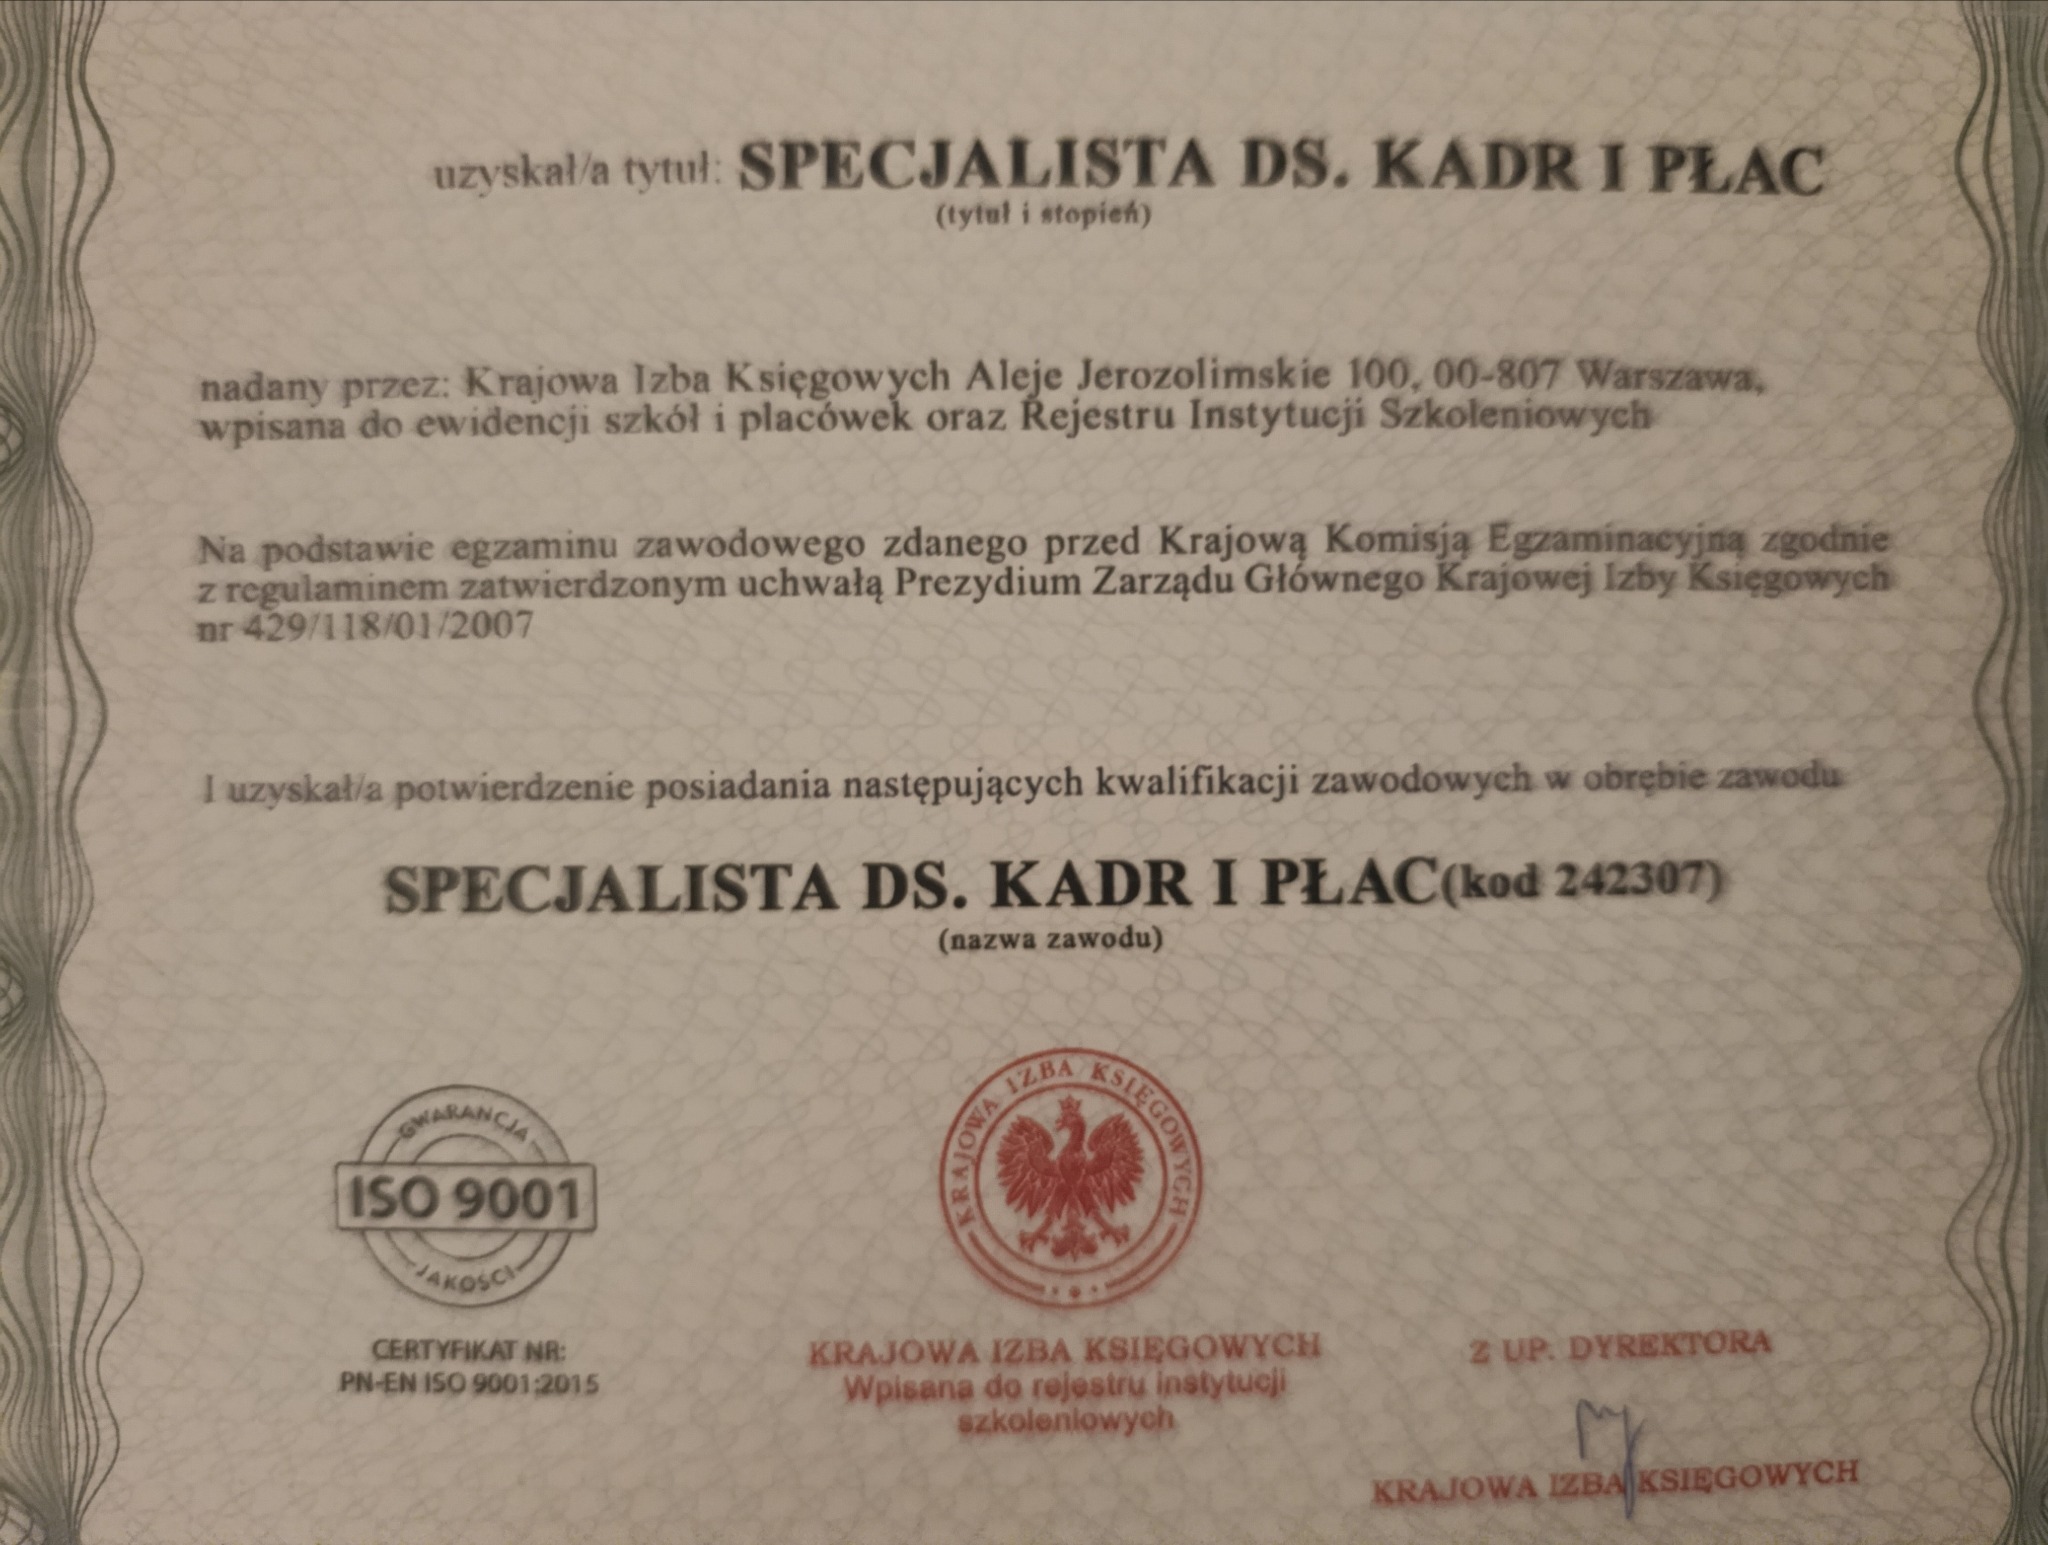 uzyskał/a tytuł: SPECJALISTA DS. KADR I PŁAC
(tytuł i stopień)
nadany przez: Krajowa Izba Księgowych Aleje Jerozolimskie 100, 00-807 Warszawa,
wpisana do ewidencji szkół i placówek oraz Rejestru Instytucji Szkoleniowych
Na podstawie egzaminu zawodowego zdanego przed Krajową Komisją Egzaminacyjną zgodnie
z regulaminem zatwierdzonym uchwałą Prezydium Zarządu Głównego Krajowej Izby Księgowych
nr 429/118/01/2007
I uzyskał/a potwierdzenie posiadania następujących kwalifikacji zawodowych w obrębie zawodu
SPECJALISTA DS. KADR I PŁAC(kod 242307)
(nazwa zawodu)
GWARANCJA
ISO 9001
JAKOŚCI
CERTYFIKAT NR:
PN-EN ISO 9001:2015
KRAJOWA IZBA KSIĘGOWYCH
KRAJOWA IZBA KSIĘGOWYCH
Wpisana do rejestru instytucji
szkoleniowych
Z UP. DYREKTORA
KRAJOWA IZBA KSIĘGOWYCH